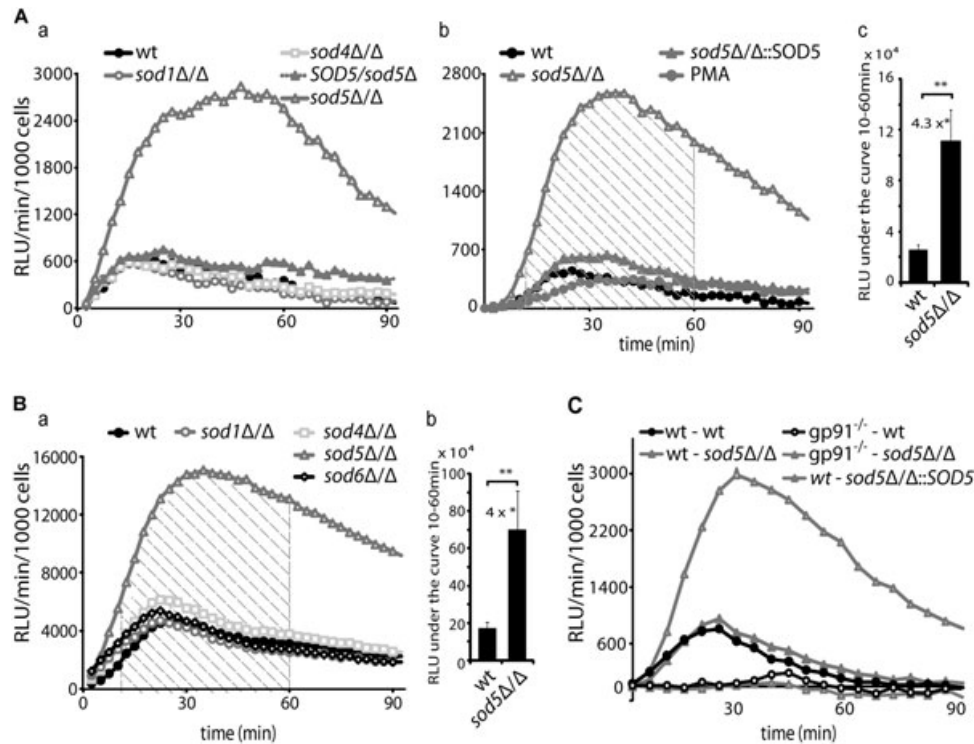 A
a
wt
sod1Δ/Δ
sod4Δ/Δ
SOD5/sod5Δ
sod5Δ/Δ
RLU/min/1000 cells
3000
2400
1800
1200
600
0
0
30
60
90
b
wt
sod5Δ/Δ
sod5Δ/Δ::SOD5
PMA
2800
2100
1400
700
0
0
30
60
90
time (min)
c
RLU under the curve 10-60min ×10⁴
16
12
8
4
0
**
4.3 x*
wt
sod5Δ/Δ
B
a
wt
sod1Δ/Δ
sod4Δ/Δ
sod5Δ/Δ
sod6Δ/Δ
RLU/min/1000 cells
16000
12000
8000
4000
0
0
30
60
90
time (min)
b
RLU under the curve 10-60min ×10⁴
100
80
60
40
20
0
**
4 x *
wt
sod5Δ/Δ
C
wt - wt
wt - sod5Δ/Δ
gp91-/- - wt
gp91-/- - sod5Δ/Δ
wt - sod5Δ/Δ::SOD5
RLU/min/1000 cells
3000
2200
1400
600
0
30
60
90
time (min)